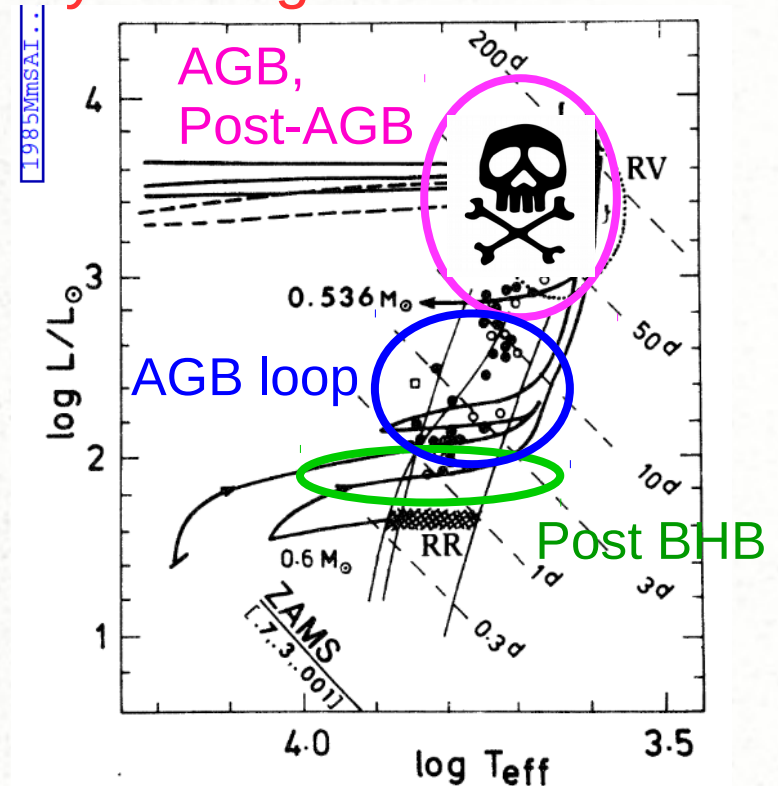 1985MmSAI..
AGB,
Post-AGB
200d
RV
4
3
0.536 M⊙
50d
AGB loop
log L/L⊙
2
10d
RR
Post BHB
0.6 M⊙
1d
3d
ZAMS
[.7,.3,.001]
0.3d
1
4.0
3.5
log Teff